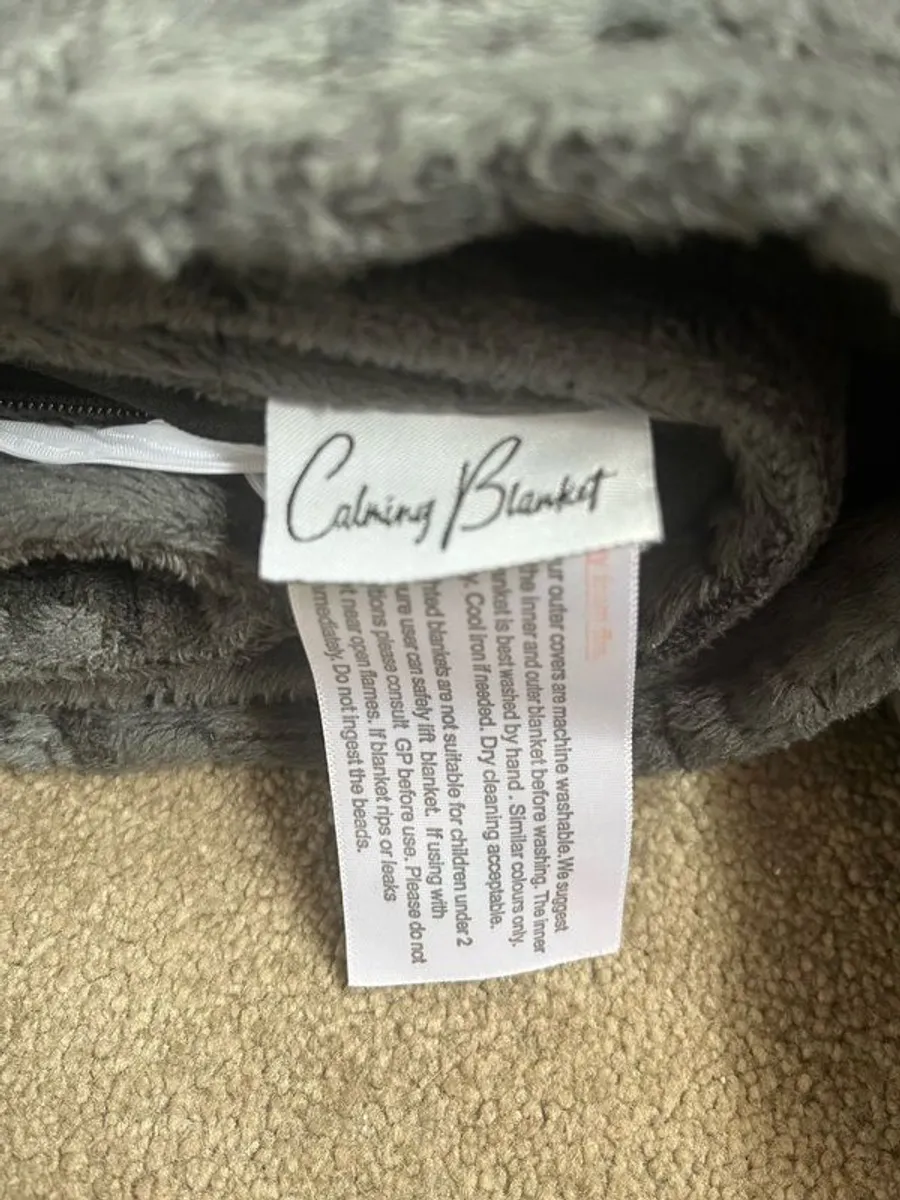 Calming Blanket
ur outer covers are machine washable.We suggest
he inner and outer blanket before washing. The inner
anket is best washed by hand . Similar colours only.
y. Cool iron if needed. Dry cleaning acceptable.
hted blankets are not suitable for children under 2
ure user can safely lift blanket. If using with
itions please consult GP before use. Please do not
t near open flames. If blanket rips or leaks
mediately. Do not ingest the beads.